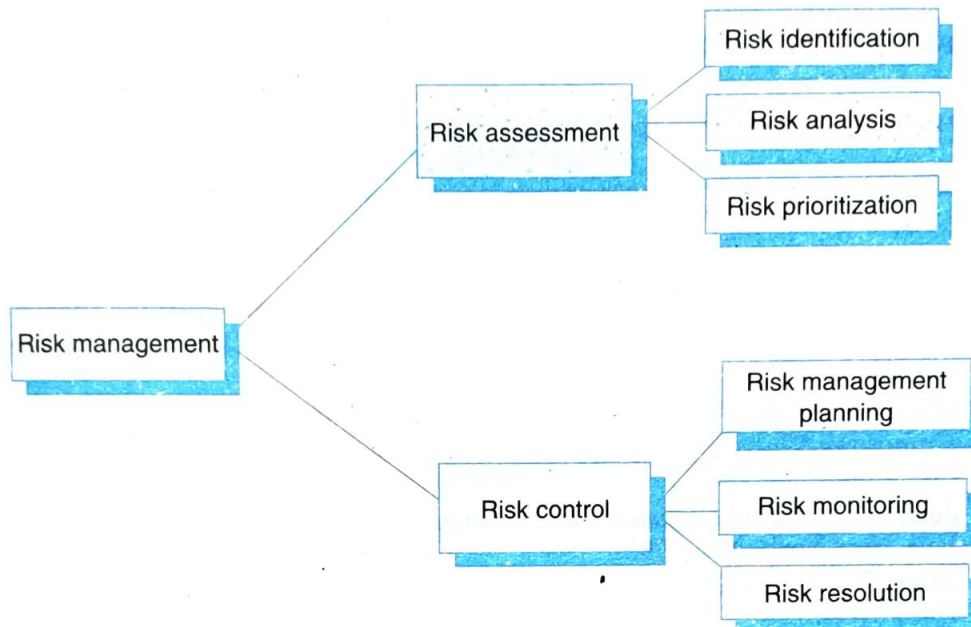 Risk identification
Risk assessment
Risk analysis
Risk prioritization
Risk management
Risk management
planning
Risk control
Risk monitoring
Risk resolution